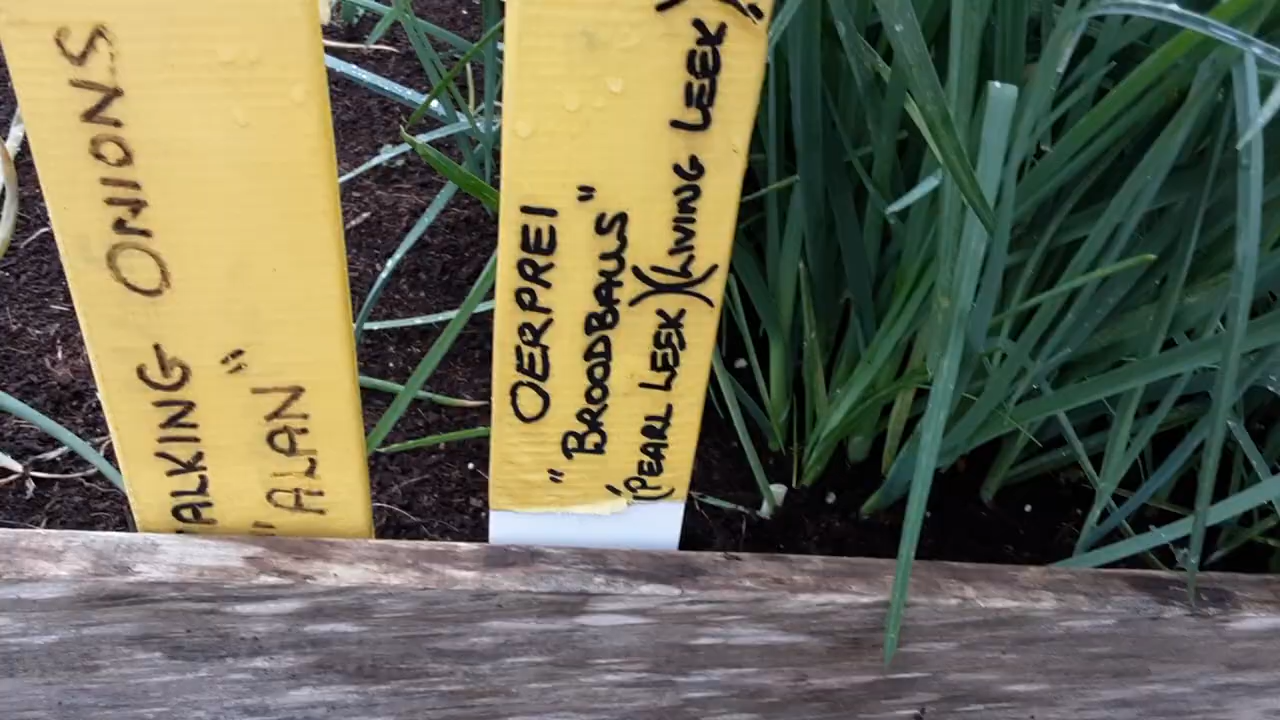 ALKING ONIONS
"ALAN"
OERPREI
"BROODBALLS"
(PEARL LEEK)(LIVING LEEK)